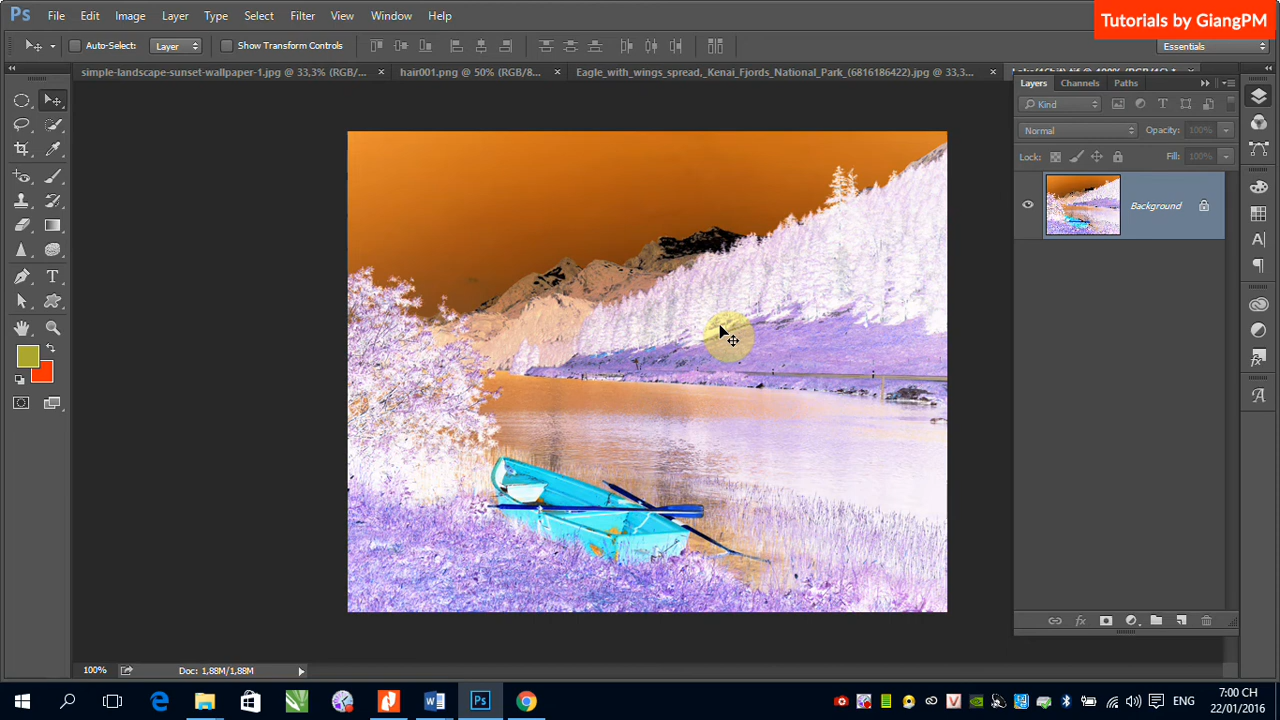 Ps File Edit Image Layer Type Select Filter View Window Help
Tutorials by GiangPM
Auto-Select: Layer Show Transform Controls
Essentials
simple-landscape-sunset-wallpaper-1.jpg @ 33,3% (RGB/... × hair001.png @ 50% (RGB/8... × Eagle_with_wings_spread,_Kenai_Fjords_National_Park_(6816186422).jpg @ 33,3... ×
Layers Channels Paths
Kind
Normal Opacity: 100%
Lock: Fill: 100%
Background
100% Doc: 1,88M/1,88M
ENG
7:00 CH
22/01/2016